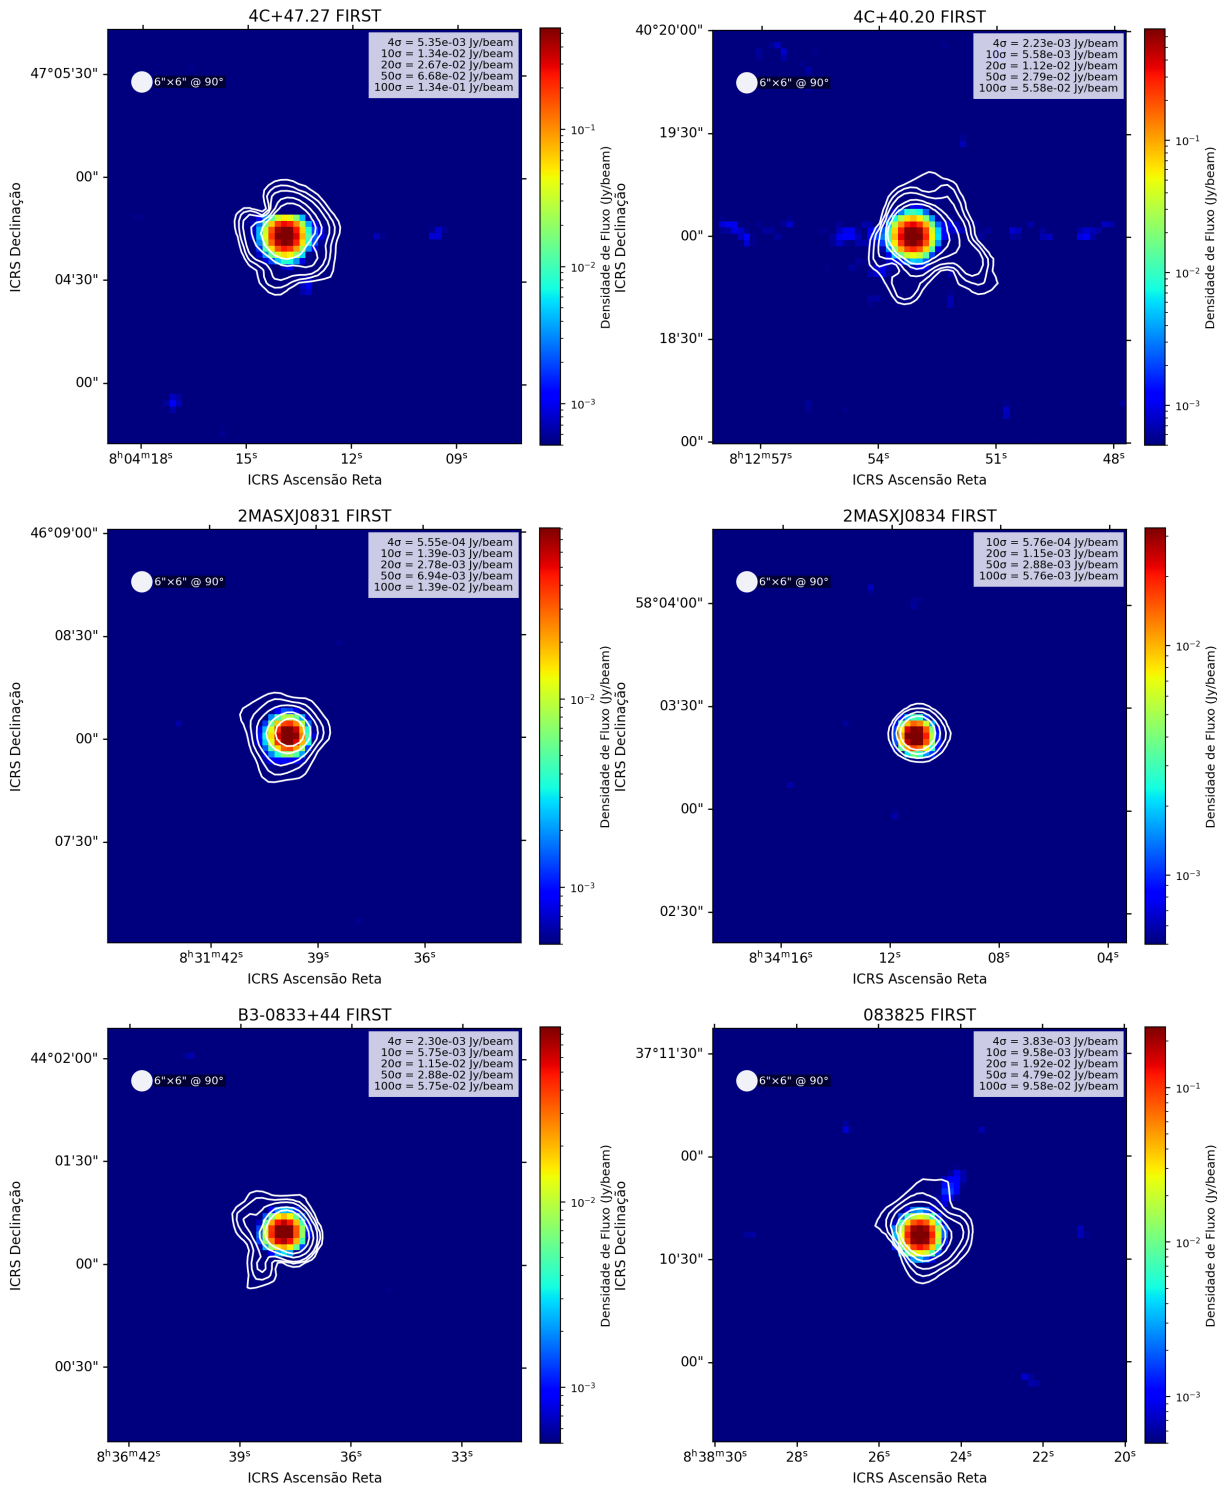 4C+47.27 FIRST
4σ = 5.35e-03 Jy/beam
10σ = 1.34e-02 Jy/beam
20σ = 2.67e-02 Jy/beam
50σ = 6.68e-02 Jy/beam
100σ = 1.34e-01 Jy/beam
6"×6" @ 90°
47°05'30"
00"
04'30"
00"
ICRS Declinação
8ʰ04ᵐ18ˢ
15ˢ
12ˢ
09ˢ
ICRS Ascensão Reta
10⁻¹
10⁻²
10⁻³
Densidade de Fluxo (Jy/beam)
4C+40.20 FIRST
4σ = 2.23e-03 Jy/beam
10σ = 5.58e-03 Jy/beam
20σ = 1.12e-02 Jy/beam
50σ = 2.79e-02 Jy/beam
100σ = 5.58e-02 Jy/beam
6"×6" @ 90°
40°20'00"
19'30"
00"
18'30"
00"
ICRS Declinação
8ʰ12ᵐ57ˢ
54ˢ
51ˢ
48ˢ
ICRS Ascensão Reta
10⁻¹
10⁻²
10⁻³
Densidade de Fluxo (Jy/beam)
2MASXJ0831 FIRST
4σ = 5.55e-04 Jy/beam
10σ = 1.39e-03 Jy/beam
20σ = 2.78e-03 Jy/beam
50σ = 6.94e-03 Jy/beam
100σ = 1.39e-02 Jy/beam
6"×6" @ 90°
46°09'00"
08'30"
00"
07'30"
ICRS Declinação
8ʰ31ᵐ42ˢ
39ˢ
36ˢ
ICRS Ascensão Reta
10⁻²
10⁻³
Densidade de Fluxo (Jy/beam)
2MASXJ0834 FIRST
10σ = 5.76e-04 Jy/beam
20σ = 1.15e-03 Jy/beam
50σ = 2.88e-03 Jy/beam
100σ = 5.76e-03 Jy/beam
6"×6" @ 90°
58°04'00"
03'30"
00"
02'30"
ICRS Declinação
8ʰ34ᵐ16ˢ
12ˢ
08ˢ
04ˢ
ICRS Ascensão Reta
10⁻²
10⁻³
Densidade de Fluxo (Jy/beam)
B3-0833+44 FIRST
4σ = 2.30e-03 Jy/beam
10σ = 5.75e-03 Jy/beam
20σ = 1.15e-02 Jy/beam
50σ = 2.88e-02 Jy/beam
100σ = 5.75e-02 Jy/beam
6"×6" @ 90°
44°02'00"
01'30"
00"
00'30"
ICRS Declinação
8ʰ36ᵐ42ˢ
39ˢ
36ˢ
33ˢ
ICRS Ascensão Reta
10⁻²
10⁻³
Densidade de Fluxo (Jy/beam)
083825 FIRST
4σ = 3.83e-03 Jy/beam
10σ = 9.58e-03 Jy/beam
20σ = 1.92e-02 Jy/beam
50σ = 4.79e-02 Jy/beam
100σ = 9.58e-02 Jy/beam
6"×6" @ 90°
37°11'30"
00"
10'30"
00"
ICRS Declinação
8ʰ38ᵐ30ˢ
28ˢ
26ˢ
24ˢ
22ˢ
20ˢ
ICRS Ascensão Reta
10⁻¹
10⁻²
10⁻³
Densidade de Fluxo (Jy/beam)